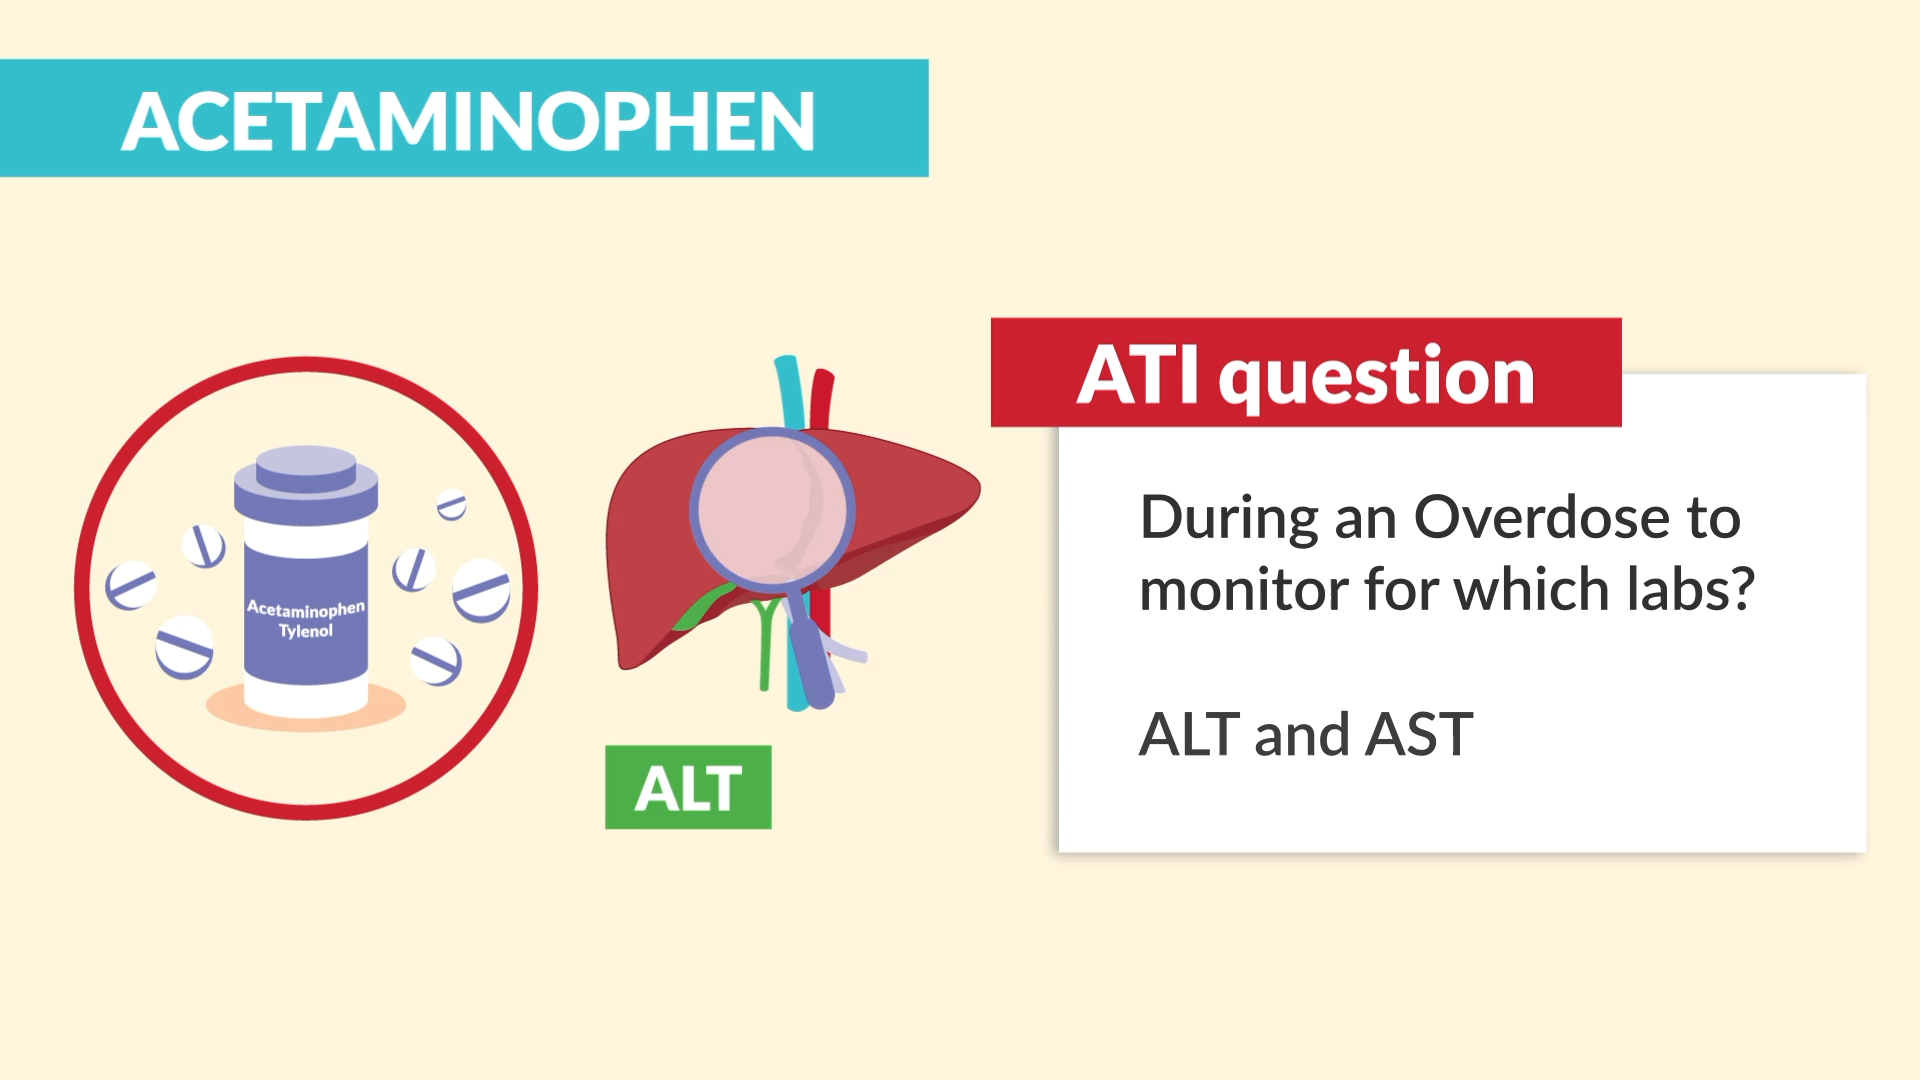 ACETAMINOPHEN
Acetaminophen
Tylenol
ALT
ATI question
During an Overdose to
monitor for which labs?
ALT and AST